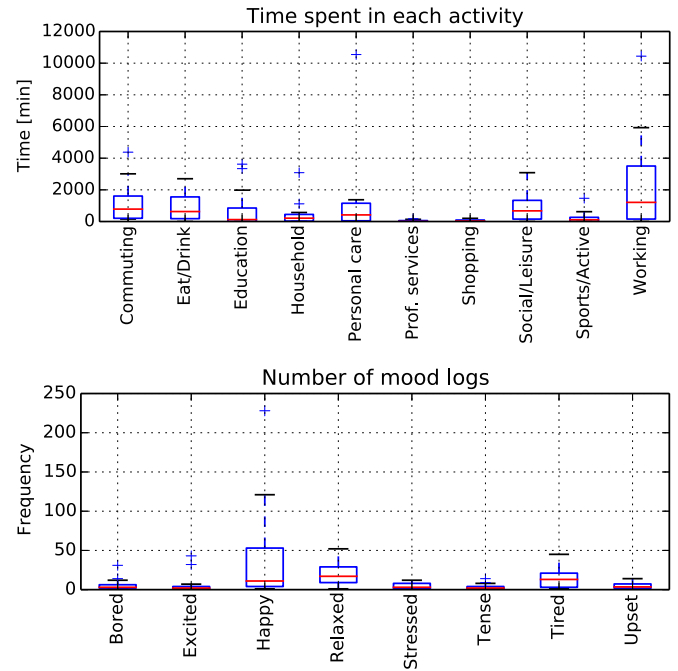 Time spent in each activity
12000
10000
8000
6000
4000
2000
0
Time [min]
Commuting
Eat/Drink
Education
Household
Personal care
Prof. services
Shopping
Social/Leisure
Sports/Active
Working
Number of mood logs
250
200
150
100
50
0
Frequency
Bored
Excited
Happy
Relaxed
Stressed
Tense
Tired
Upset